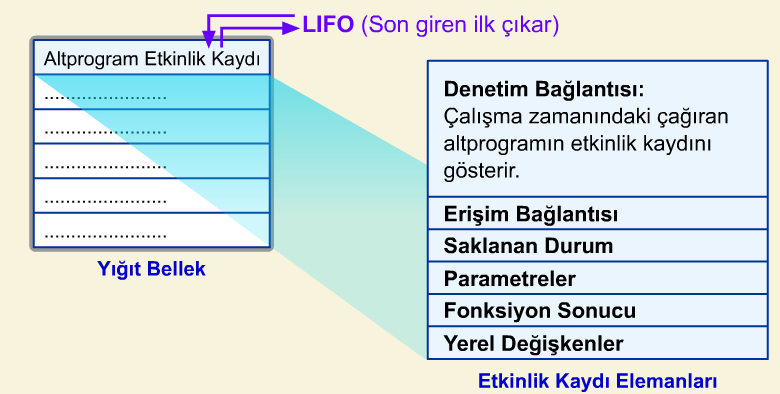 LIFO (Son giren ilk çıkar)
Altprogram Etkinlik Kaydı
.......................
.......................
.......................
.......................
.......................
Yığıt Bellek
Denetim Bağlantısı:
Çalışma zamanındaki çağıran
altprogramın etkinlik kaydını
gösterir.
Erişim Bağlantısı
Saklanan Durum
Parametreler
Fonksiyon Sonucu
Yerel Değişkenler
Etkinlik Kaydı Elemanları